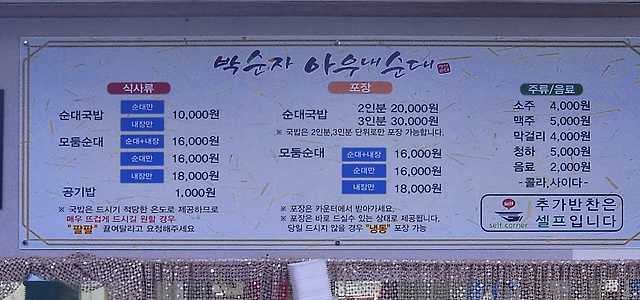 박순자 아우내순대
식사류
순대국밥 순대만 10,000원
내장만
모둠순대 순대+내장 16,000원
순대만 16,000원
내장만 18,000원
공기밥 1,000원
※ 국밥은 드시기 적당한 온도로 제공하므로
매우 뜨겁게 드시길 원할 경우
"팔팔" 끓여달라고 요청해주세요
포장
순대국밥 2인분 20,000원
3인분 30,000원
※ 국밥은 2인분,3인분 단위로만 포장 가능합니다.
모둠순대 순대+내장 16,000원
순대만 16,000원
내장만 18,000원
※ 포장은 카운터에서 받아가세요.
※ 포장은 바로 드실수 있는 상태로 제공됩니다.
당일 드시지 않을 경우 "냉동" 포장 가능
주류/음료
소주 4,000원
맥주 5,000원
막걸리 4,000원
청하 5,000원
음료 2,000원
-콜라,사이다-
self
self corner
추가반찬은
셀프입니다